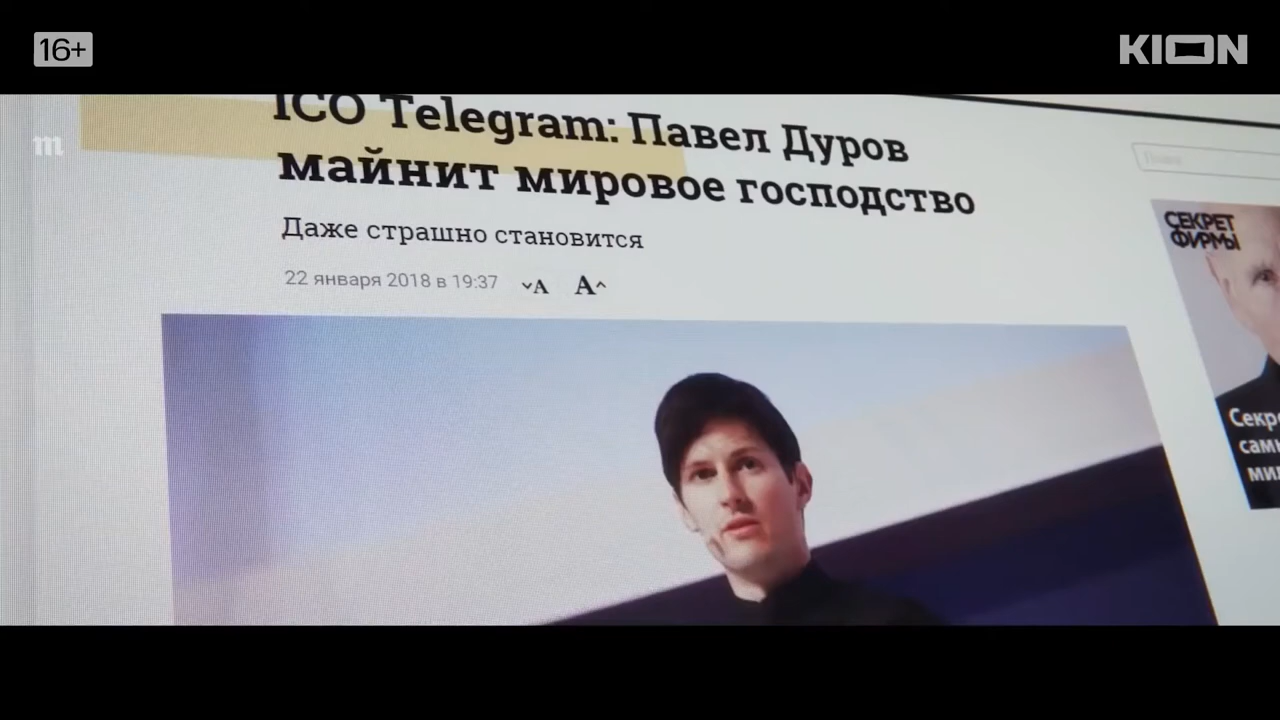 16+
KION
ICO Telegram: Павел Дуров
майнит мировое господство
Даже страшно становится
22 января 2018 в 19:37
A A
m
Поиск
СЕКРЕТ
ФИРМЫ